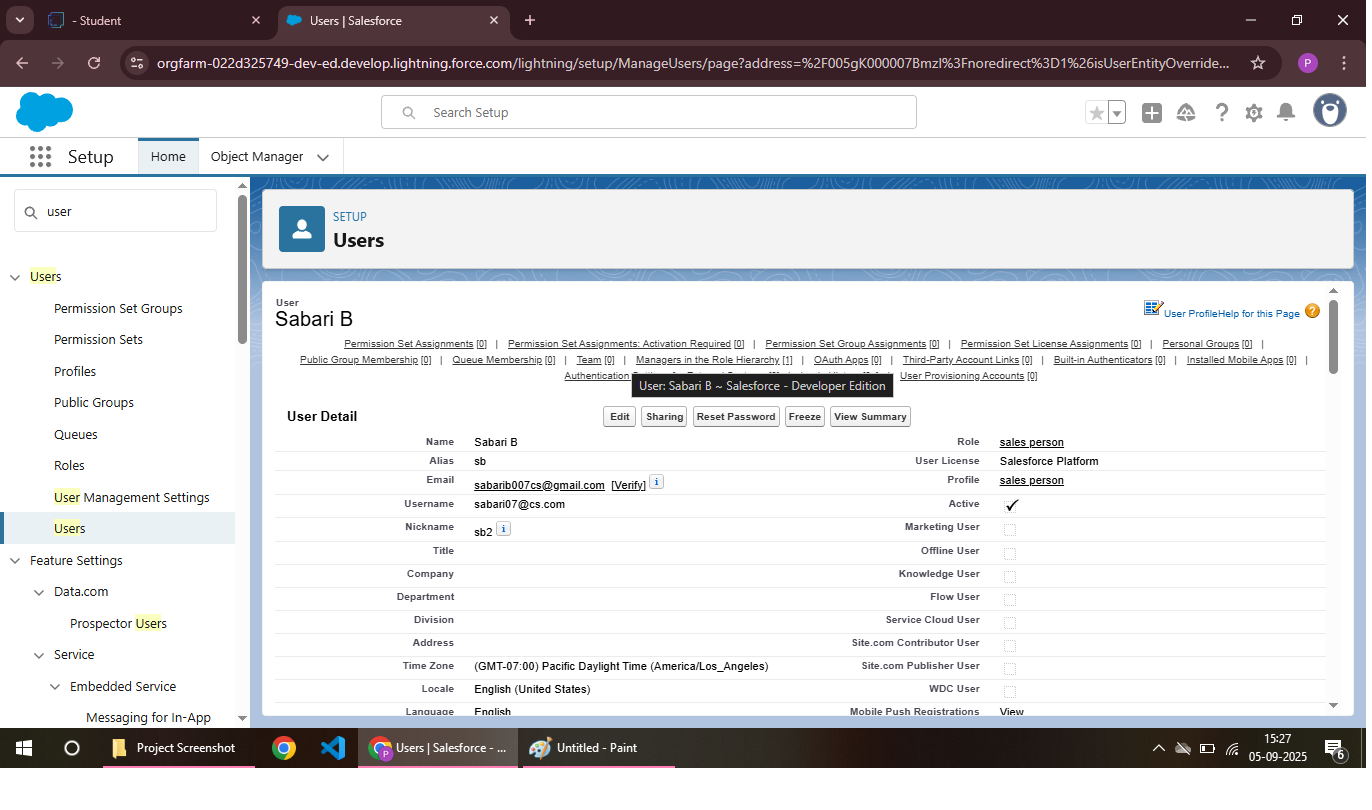 - Student
Users | Salesforce
orgfarm-022d325749-dev-ed.develop.lightning.force.com/lightning/setup/ManageUsers/page?address=%2F005gK000007Bmzl%3Fnoredirect%3D1%26isUserEntityOverride...
P
Search Setup
Setup
Home
Object Manager
user
Users
Permission Set Groups
Permission Sets
Profiles
Public Groups
Queues
Roles
User Management Settings
Users
Feature Settings
Data.com
Prospector Users
Service
Embedded Service
Messaging for In-App
SETUP
Users
User
Sabari B
User Profile Help for this Page ?
Permission Set Assignments [0] | Permission Set Assignments: Activation Required [0] | Permission Set Group Assignments [0] | Permission Set License Assignments [0] | Personal Groups [0] |
Public Group Membership [0] | Queue Membership [0] | Team [0] | Managers in the Role Hierarchy [1] | OAuth Apps [0] | Third-Party Account Links [0] | Built-in Authenticators [0] | Installed Mobile Apps [0] |
Authentication User Provisioning Accounts [0]
User: Sabari B ~ Salesforce - Developer Edition
User Detail Edit Sharing Reset Password Freeze View Summary
Name Sabari B Role sales person
Alias sb User License Salesforce Platform
Email sabarib007cs@gmail.com [Verify] i Profile sales person
Username sabari07@cs.com Active ✓
Nickname sb2 i Marketing User
Title Offline User
Company Knowledge User
Department Flow User
Division Service Cloud User
Address Site.com Contributor User
Time Zone (GMT-07:00) Pacific Daylight Time (America/Los_Angeles) Site.com Publisher User
Locale English (United States) WDC User
Language English Mobile Push Registrations View
Project Screenshot
P
Users | Salesforce - ...
Untitled - Paint
15:27
05-09-2025
6